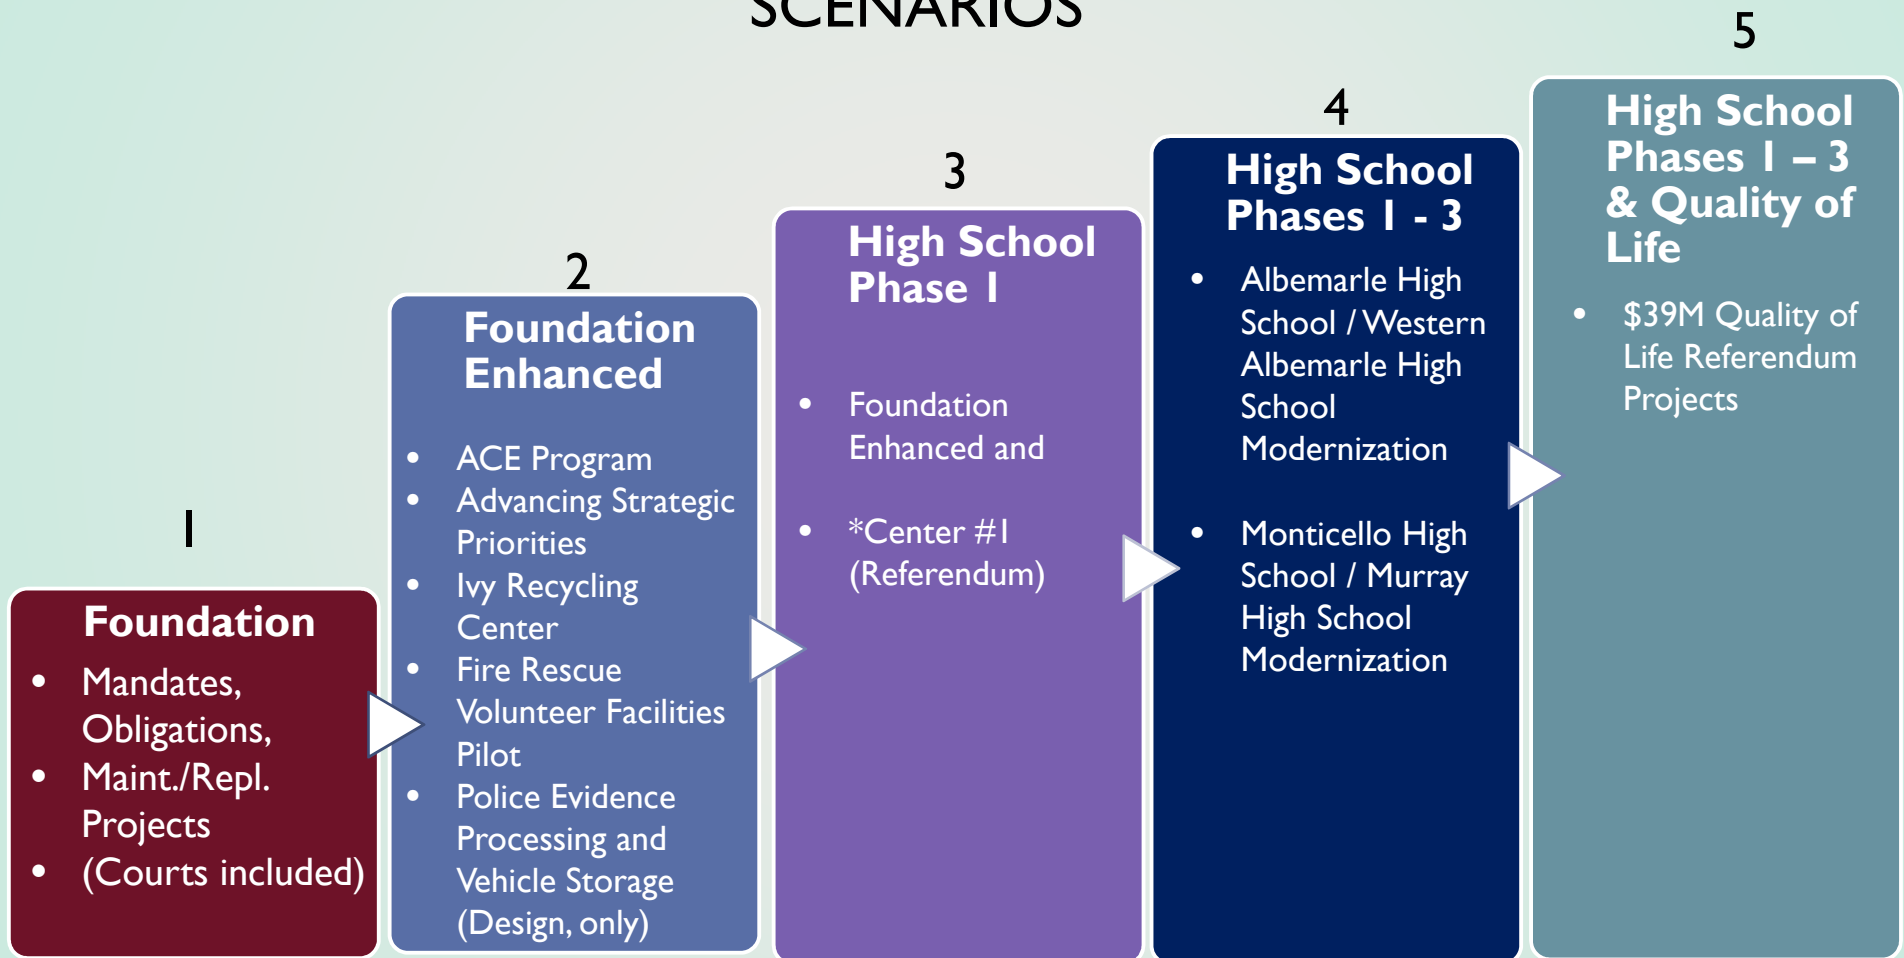 SCENARIOS
1
Foundation
• Mandates,
Obligations,
• Maint./Repl.
Projects
• (Courts included)
2
Foundation
Enhanced
• ACE Program
• Advancing Strategic
Priorities
• Ivy Recycling
Center
• Fire Rescue
Volunteer Facilities
Pilot
• Police Evidence
Processing and
Vehicle Storage
(Design, only)
3
High School
Phase 1
• Foundation
Enhanced and
• *Center #1
(Referendum)
4
High School
Phases 1 - 3
• Albemarle High
School / Western
Albemarle High
School
Modernization
• Monticello High
School / Murray
High School
Modernization
5
High School
Phases 1 – 3
& Quality of
Life
• $39M Quality of
Life Referendum
Projects